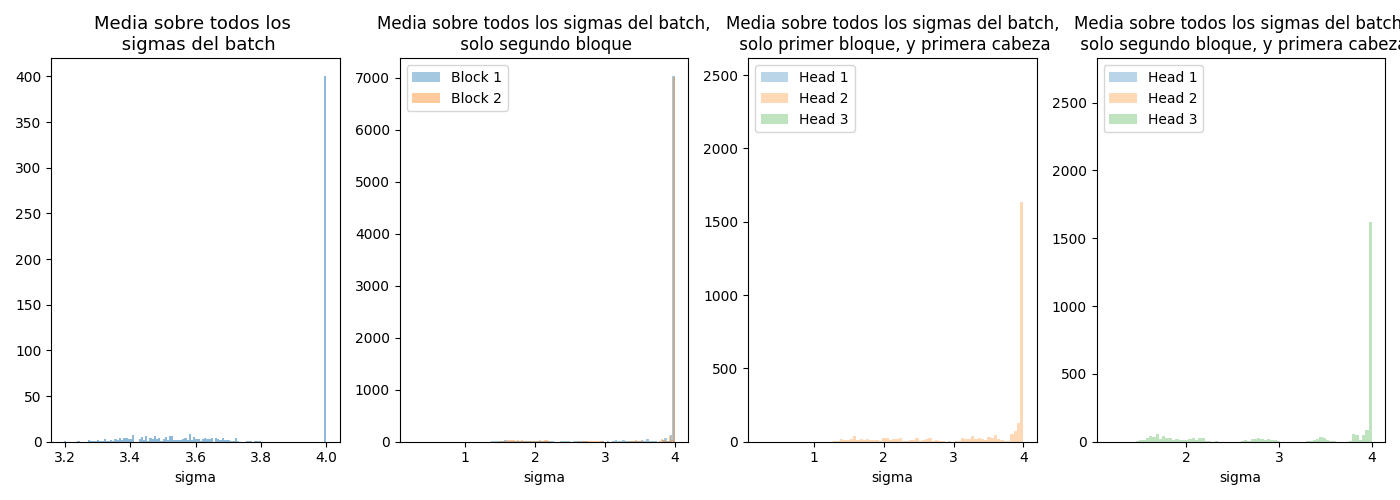 Media sobre todos los
sigmas del batch
400
350
300
250
200
150
100
50
0
3.2
3.4
3.6
3.8
4.0
sigma
Media sobre todos los sigmas del batch,
solo segundo bloque
Block 1
Block 2
7000
6000
5000
4000
3000
2000
1000
0
1
2
3
4
sigma
Media sobre todos los sigmas del batch,
solo primer bloque, y primera cabeza
Head 1
Head 2
Head 3
2500
2000
1500
1000
500
0
1
2
3
4
sigma
Media sobre todos los sigmas del batch
solo segundo bloque, y primera cabeza
Head 1
Head 2
Head 3
2500
2000
1500
1000
500
0
2
3
4
sigma